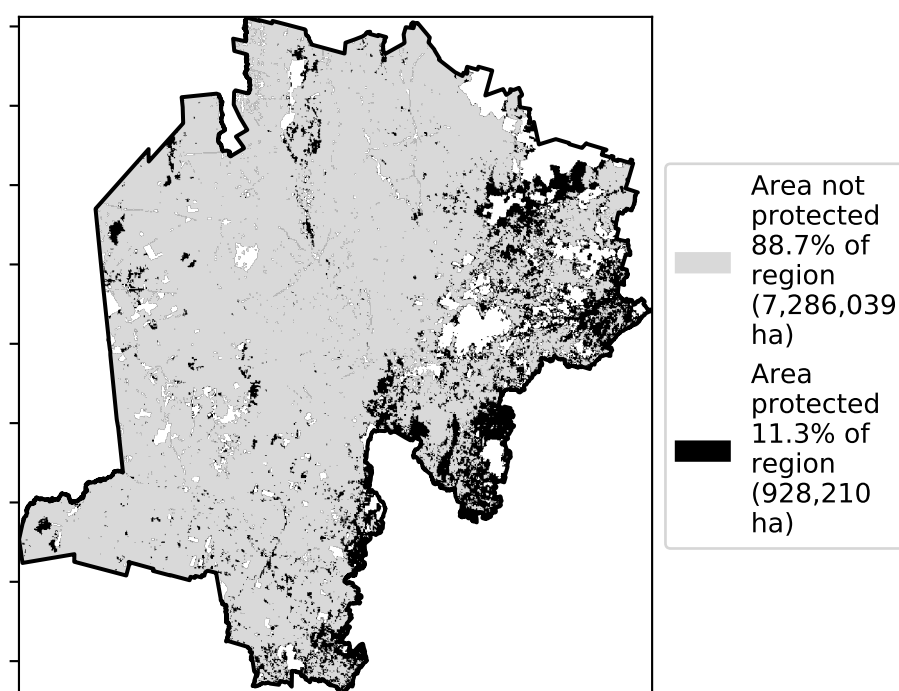 Area not
protected
88.7% of
region
(7,286,039
ha)
Area
protected
11.3% of
region
(928,210
ha)